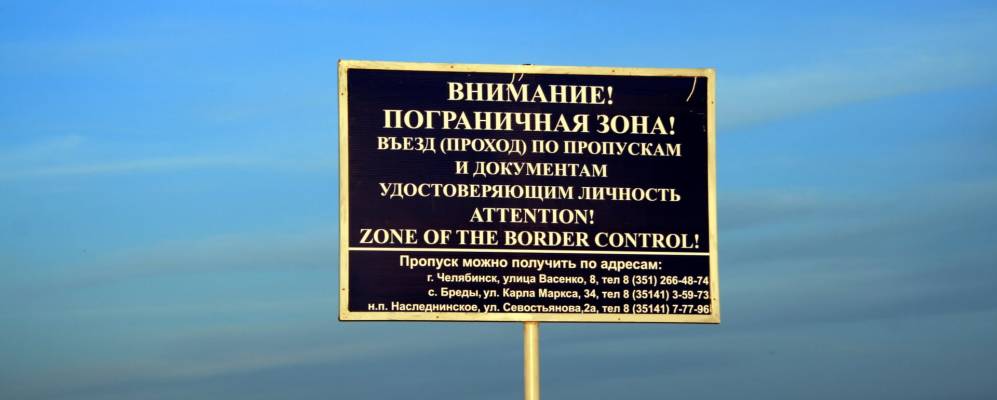 ВНИМАНИЕ!
ПОГРАНИЧНАЯ ЗОНА!
ВЪЕЗД (ПРОХОД) ПО ПРОПУСКАМ
И ДОКУМЕНТАМ
УДОСТОВЕРЯЮЩИМ ЛИЧНОСТЬ
ATTENTION!
ZONE OF THE BORDER CONTROL!
Пропуск можно получить по адресам:
г. Челябинск, улица Васенко, 8, тел 8 (351) 266-48-74
с. Бреды, ул. Карла Маркса, 34, тел 8 (35141) 3-59-73
н.п. Наследнинское, ул. Севостьянова,2а, тел 8 (35141) 7-77-96